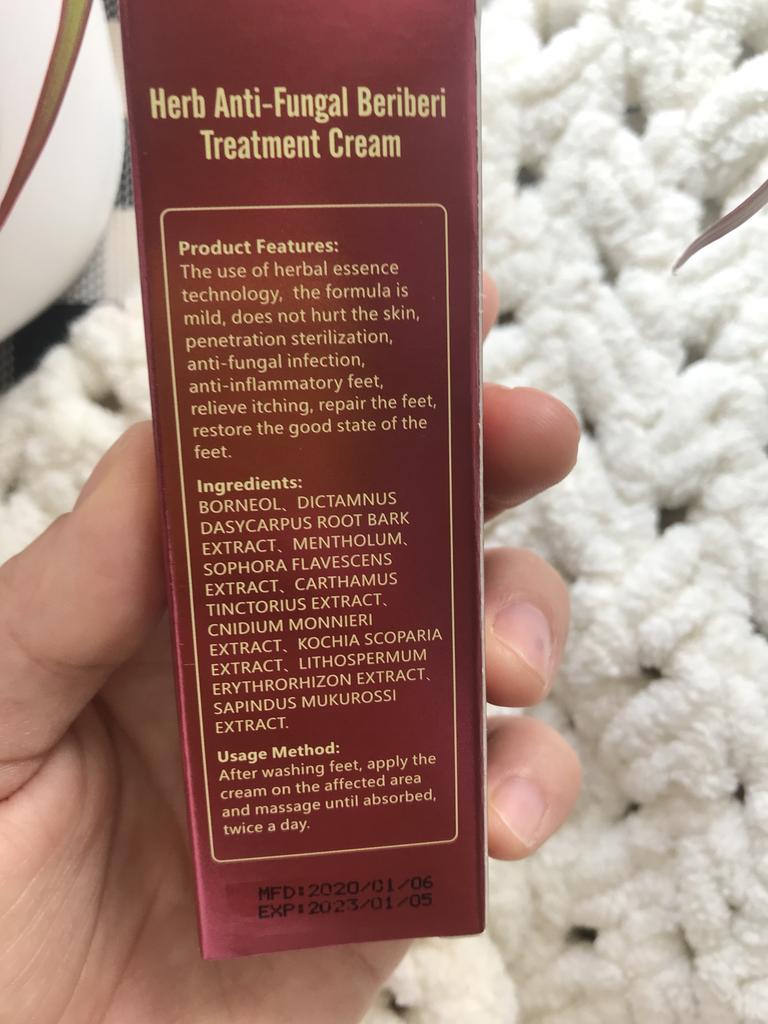 Herb Anti-Fungal Beriberi
Treatment Cream
Product Features:
The use of herbal essence
technology, the formula is
mild, does not hurt the skin,
penetration sterilization,
anti-fungal infection,
anti-inflammatory feet,
relieve itching, repair the feet,
restore the good state of the
feet.
Ingredients:
BORNEOL、DICTAMNUS
DASYCARPUS ROOT BARK
EXTRACT、MENTHOLUM、
SOPHORA FLAVESCENS
EXTRACT、CARTHAMUS
TINCTORIUS EXTRACT、
CNIDIUM MONNIERI
EXTRACT、KOCHIA SCOPARIA
EXTRACT、LITHOSPERMUM
ERYTHRORHIZON EXTRACT、
SAPINDUS MUKUROSSI
EXTRACT.
Usage Method:
After washing feet, apply the
cream on the affected area
and massage until absorbed,
twice a day.
MFD:2020/01/06
EXP:2023/01/05